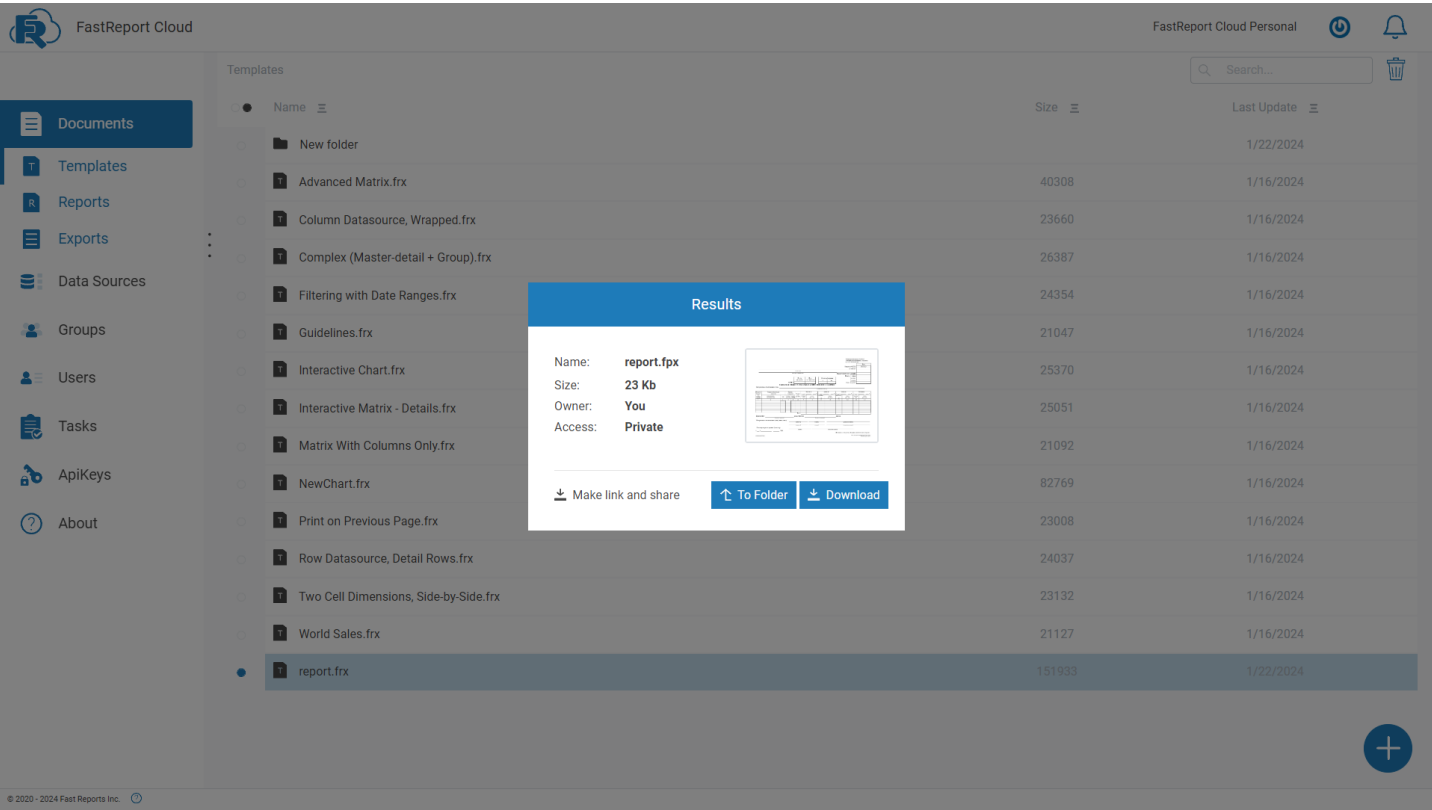 FastReport Cloud
FastReport Cloud Personal
Templates
Search...
Name
Size
Last Update
Documents
Templates
Reports
Exports
Data Sources
Groups
Users
Tasks
ApiKeys
About
New folder 1/22/2024
T Advanced Matrix.frx 40308 1/16/2024
T Column Datasource, Wrapped.frx 23660 1/16/2024
T Complex (Master-detail + Group).frx 26387 1/16/2024
T Filtering with Date Ranges.frx 24354 1/16/2024
T Guidelines.frx 21047 1/16/2024
T Interactive Chart.frx 25370 1/16/2024
T Interactive Matrix - Details.frx 25051 1/16/2024
T Matrix With Columns Only.frx 21092 1/16/2024
T NewChart.frx 82769 1/16/2024
T Print on Previous Page.frx 23008 1/16/2024
T Row Datasource, Detail Rows.frx 24037 1/16/2024
T Two Cell Dimensions, Side-by-Side.frx 23132 1/16/2024
T World Sales.frx 21127 1/16/2024
T report.frx 151933 1/22/2024
Results
Name: report.fpx
Size: 23 Kb
Owner: You
Access: Private
Make link and share
To Folder
Download
© 2020 - 2024 Fast Reports Inc.